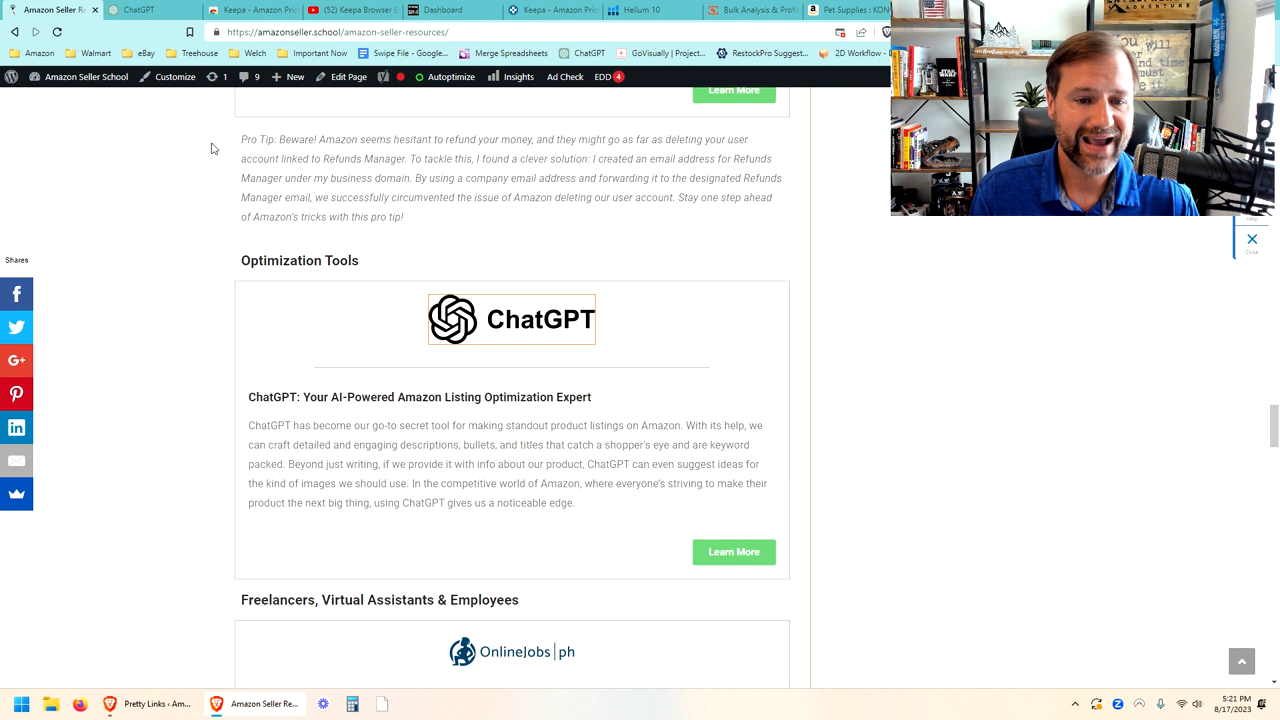 Amazon Seller Re
ChatGPT
Keepa - Amazon Pric
(52) Keepa Browser E
Dashboard
Keepa - Amazon Pric
Helium 10
Bulk Analysis & Profi
Pet Supplies | KON
https://amazonseller.school/amazon-seller-resources/
Amazon
Walmart
eBay
Treehouse
Welch
Important Notes
Swipe File - Google...
Merge Spreadsheets
ChatGPT
GoVisually | Project...
RestockPro|Suggest...
2D Workflow -
Amazon Seller School
Customize
1
9
New
Edit Page
Autoptimize
Insights
Ad Check
EDD 4
Learn More
Pro Tip: Beware! Amazon seems hesitant to refund your money, and they might go as far as deleting your user
account linked to Refunds Manager. To tackle this, I found a clever solution: I created an email address for Refunds
Manager under my business domain. By using a company email address and forwarding it to the designated Refunds
Manager email, we successfully circumvented the issue of Amazon deleting our user account. Stay one step ahead
of Amazon's tricks with this pro tip!
Help
Close
Shares
Optimization Tools
ChatGPT
ChatGPT: Your AI-Powered Amazon Listing Optimization Expert
ChatGPT has become our go-to secret tool for making standout product listings on Amazon. With its help, we
can craft detailed and engaging descriptions, bullets, and titles that catch a shopper's eye and are keyword
packed. Beyond just writing, if we provide it with info about our product, ChatGPT can even suggest ideas for
the kind of images we should use. In the competitive world of Amazon, where everyone's striving to make their
product the next big thing, using ChatGPT gives us a noticeable edge.
Learn More
Freelancers, Virtual Assistants & Employees
OnlineJobs|ph
Pretty Links ‹ Am...
Amazon Seller Re...
5:21 PM
8/17/2023
ADVENTURE
You will
STAR WARS